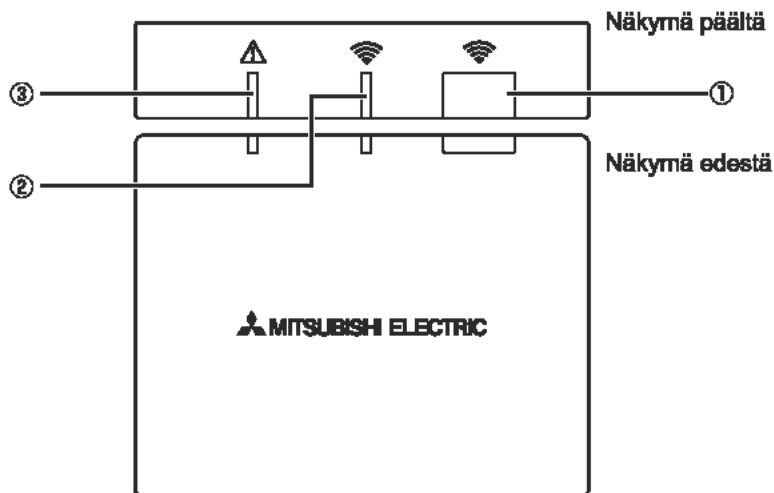 Näkymä päältä
③
①
②
Näkymä edestä
MITSUBISHI ELECTRIC